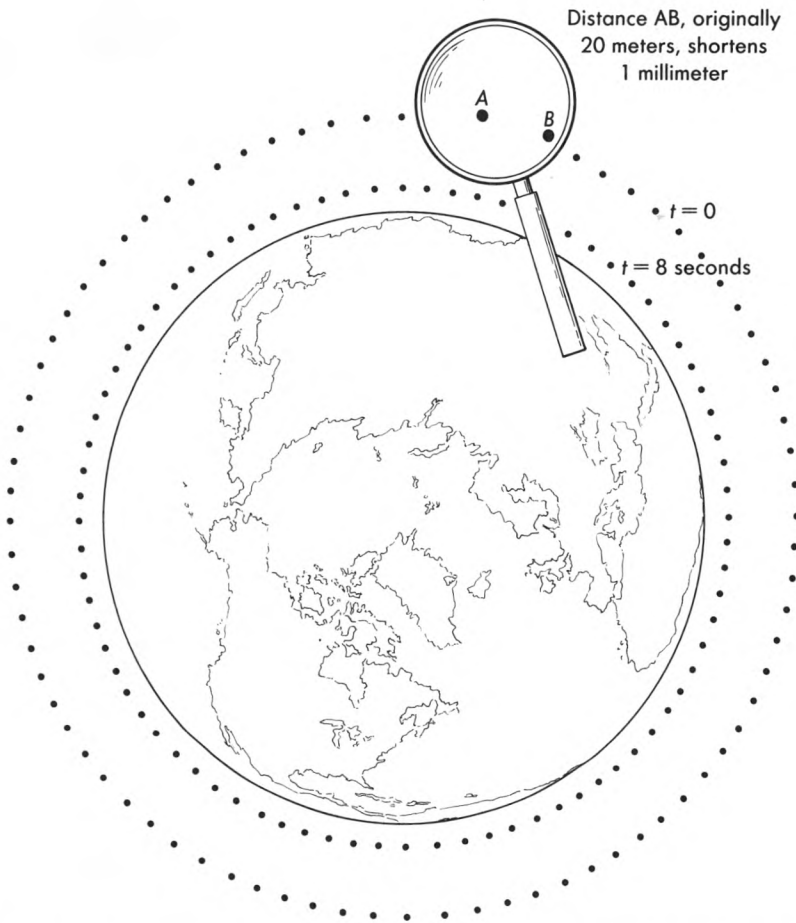 Distance AB, originally
20 meters, shortens
1 millimeter
A
B
t = 0
t = 8 seconds